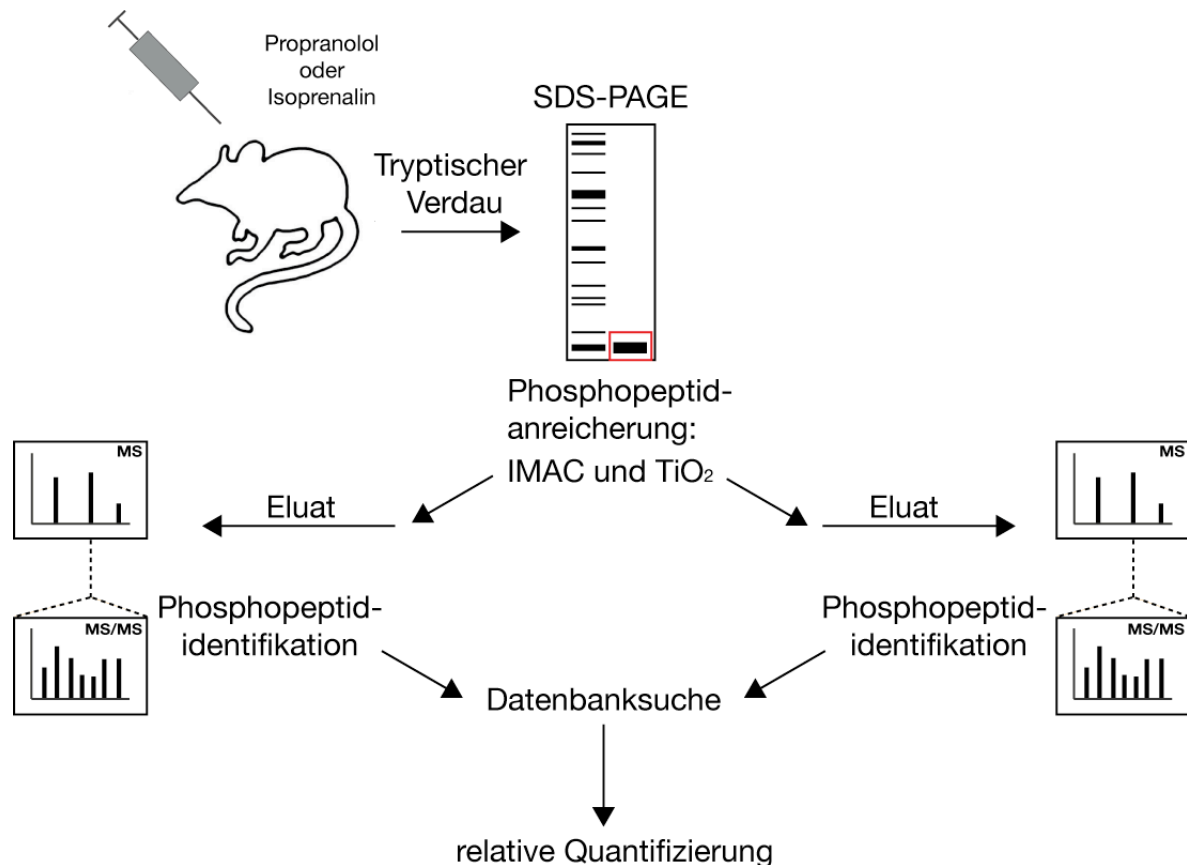 Propranolol
oder
Isoprenalin
SDS-PAGE
Tryptischer
Verdau
Phosphopeptid-
anreicherung:
IMAC und TiO₂
MS
Eluat
Eluat
MS
Phosphopeptid-
identifikation
MS/MS
Phosphopeptid-
identifikation
MS/MS
Datenbanksuche
relative Quantifizierung